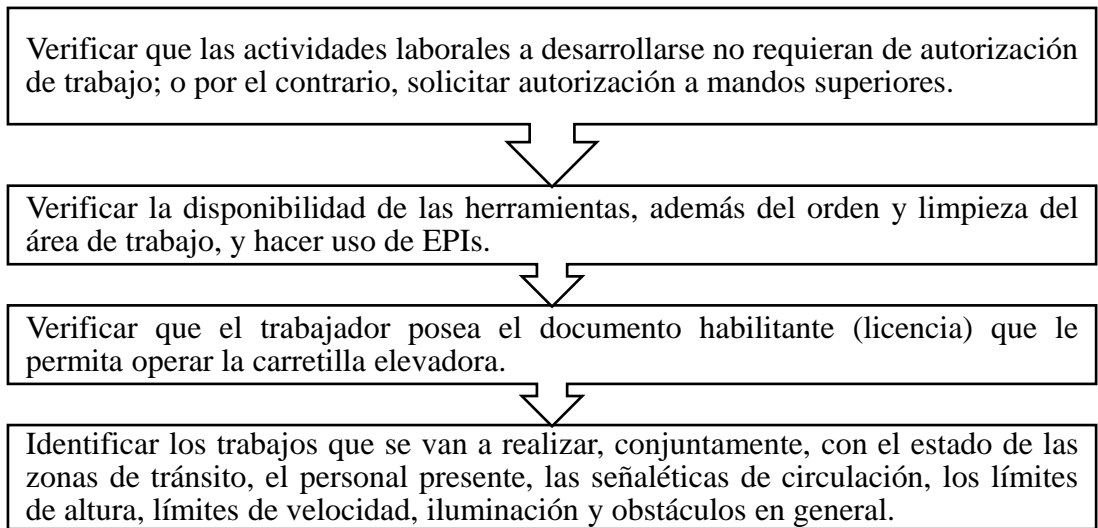 Verificar que las actividades laborales a desarrollarse no requieran de autorización
de trabajo; o por el contrario, solicitar autorización a mandos superiores.
Verificar la disponibilidad de las herramientas, además del orden y limpieza del
área de trabajo, y hacer uso de EPIs.
Verificar que el trabajador posea el documento habilitante (licencia) que le
permita operar la carretilla elevadora.
Identificar los trabajos que se van a realizar, conjuntamente, con el estado de las
zonas de tránsito, el personal presente, las señaléticas de circulación, los límites
de altura, límites de velocidad, iluminación y obstáculos en general.